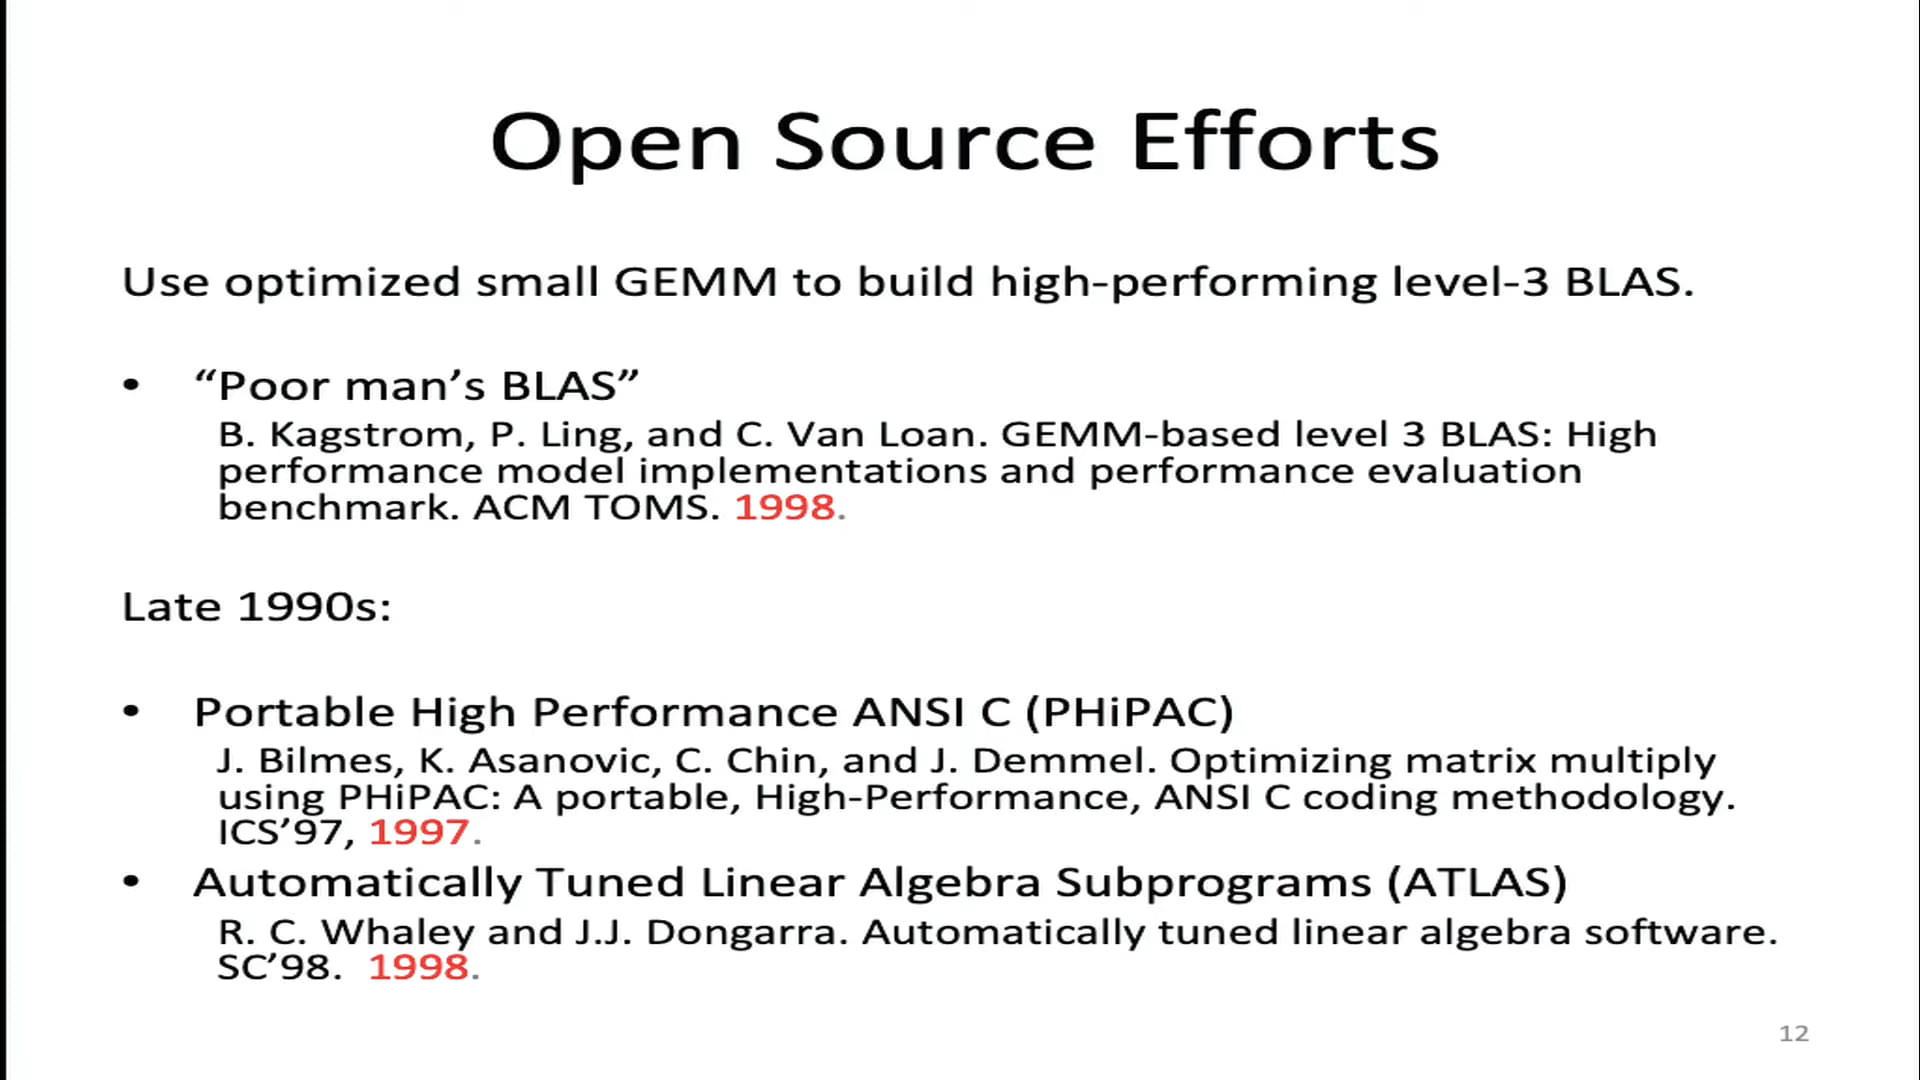 Open Source Efforts
Use optimized small GEMM to build high-performing level-3 BLAS.
• “Poor man’s BLAS”
B. Kagstrom, P. Ling, and C. Van Loan. GEMM-based level 3 BLAS: High
performance model implementations and performance evaluation
benchmark. ACM TOMS. 1998.
Late 1990s:
• Portable High Performance ANSI C (PHiPAC)
J. Bilmes, K. Asanovic, C. Chin, and J. Demmel. Optimizing matrix multiply
using PHiPAC: A portable, High-Performance, ANSI C coding methodology.
ICS’97, 1997.
• Automatically Tuned Linear Algebra Subprograms (ATLAS)
R. C. Whaley and J.J. Dongarra. Automatically tuned linear algebra software.
SC’98. 1998.
12